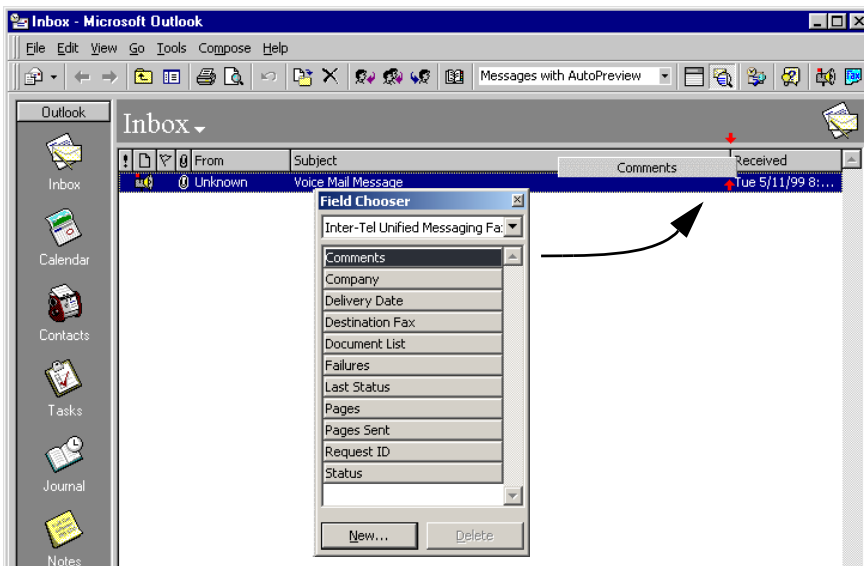 Inbox - Microsoft Outlook
File Edit View Go Tools Compose Help
Messages with AutoPreview
Fax
Outlook
Inbox
! From Subject Comments Received
Unknown Voice Mail Message Tue 5/11/99 8:...
Inbox
Calendar
Contacts
Tasks
Journal
Notes
Field Chooser
Inter-Tel Unified Messaging Fa
Comments
Company
Delivery Date
Destination Fax
Document List
Failures
Last Status
Pages
Pages Sent
Request ID
Status
New... Delete